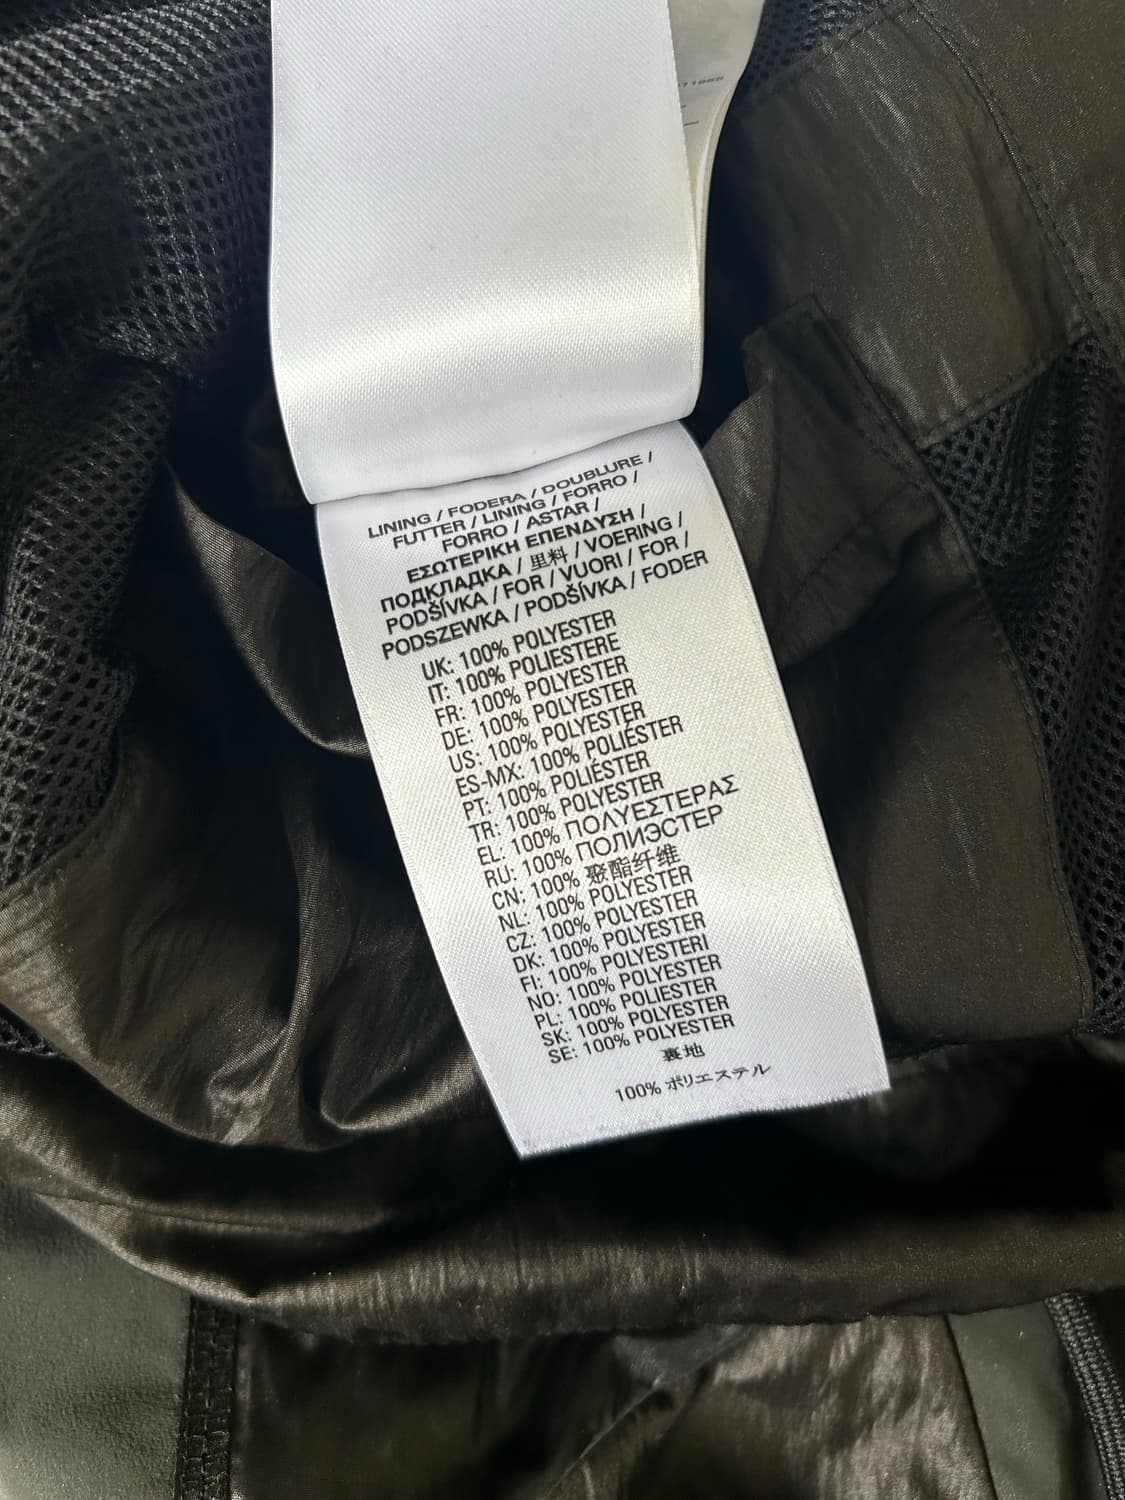 11002
LINING / FODERA / DOUBLURE /
FUTTER / LINING / FORRO /
FORRO / ASTAR /
ΕΣΩΤΕΡΙΚΗ ΕΠΕΝΔΥΣΗ /
ПОДКЛАДКА / 里料 / VOERING /
PODŠÍVKA / FOR / VUORI / FOR /
PODSZEWKA / PODŠÍVKA / FODER
UK: 100% POLYESTER
IT: 100% POLIESTERE
FR: 100% POLYESTER
DE: 100% POLYESTER
US: 100% POLYESTER
ES-MX: 100% POLIÉSTER
PT: 100% POLIÉSTER
TR: 100% POLYESTER
EL: 100% ΠΟΛΥΕΣΤΕΡΑΣ
RU: 100% ПОЛИЭСТЕР
CN: 100% 聚酯纤维
NL: 100% POLYESTER
CZ: 100% POLYESTER
DK: 100% POLYESTER
FI: 100% POLYESTERI
NO: 100% POLYESTER
PL: 100% POLIESTER
SK: 100% POLYESTER
SE: 100% POLYESTER
裏地
100% ポリエステル